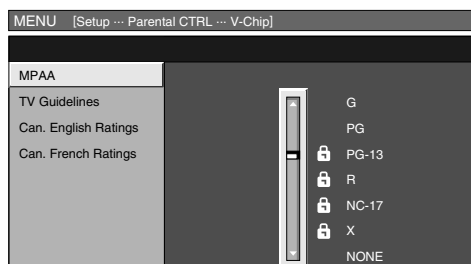 MENU [Setup ··· Parental CTRL ··· V-Chip]
MPAA
TV Guidelines
Can. English Ratings
Can. French Ratings
G
PG
PG-13
R
NC-17
X
NONE